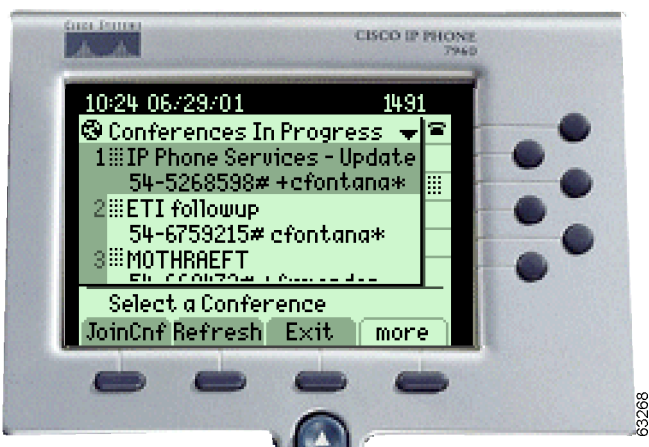 CISCO SYSTEMS
CISCO IP PHONE
7960
10:24 06/29/01 1491
Conferences In Progress
1 IP Phone Services - Update
54-5268598# +cfontana*
2 ETI followup
54-6759215# cfontana*
3 MOTHRAEFT
Select a Conference
JoinCnf Refresh Exit more
63268